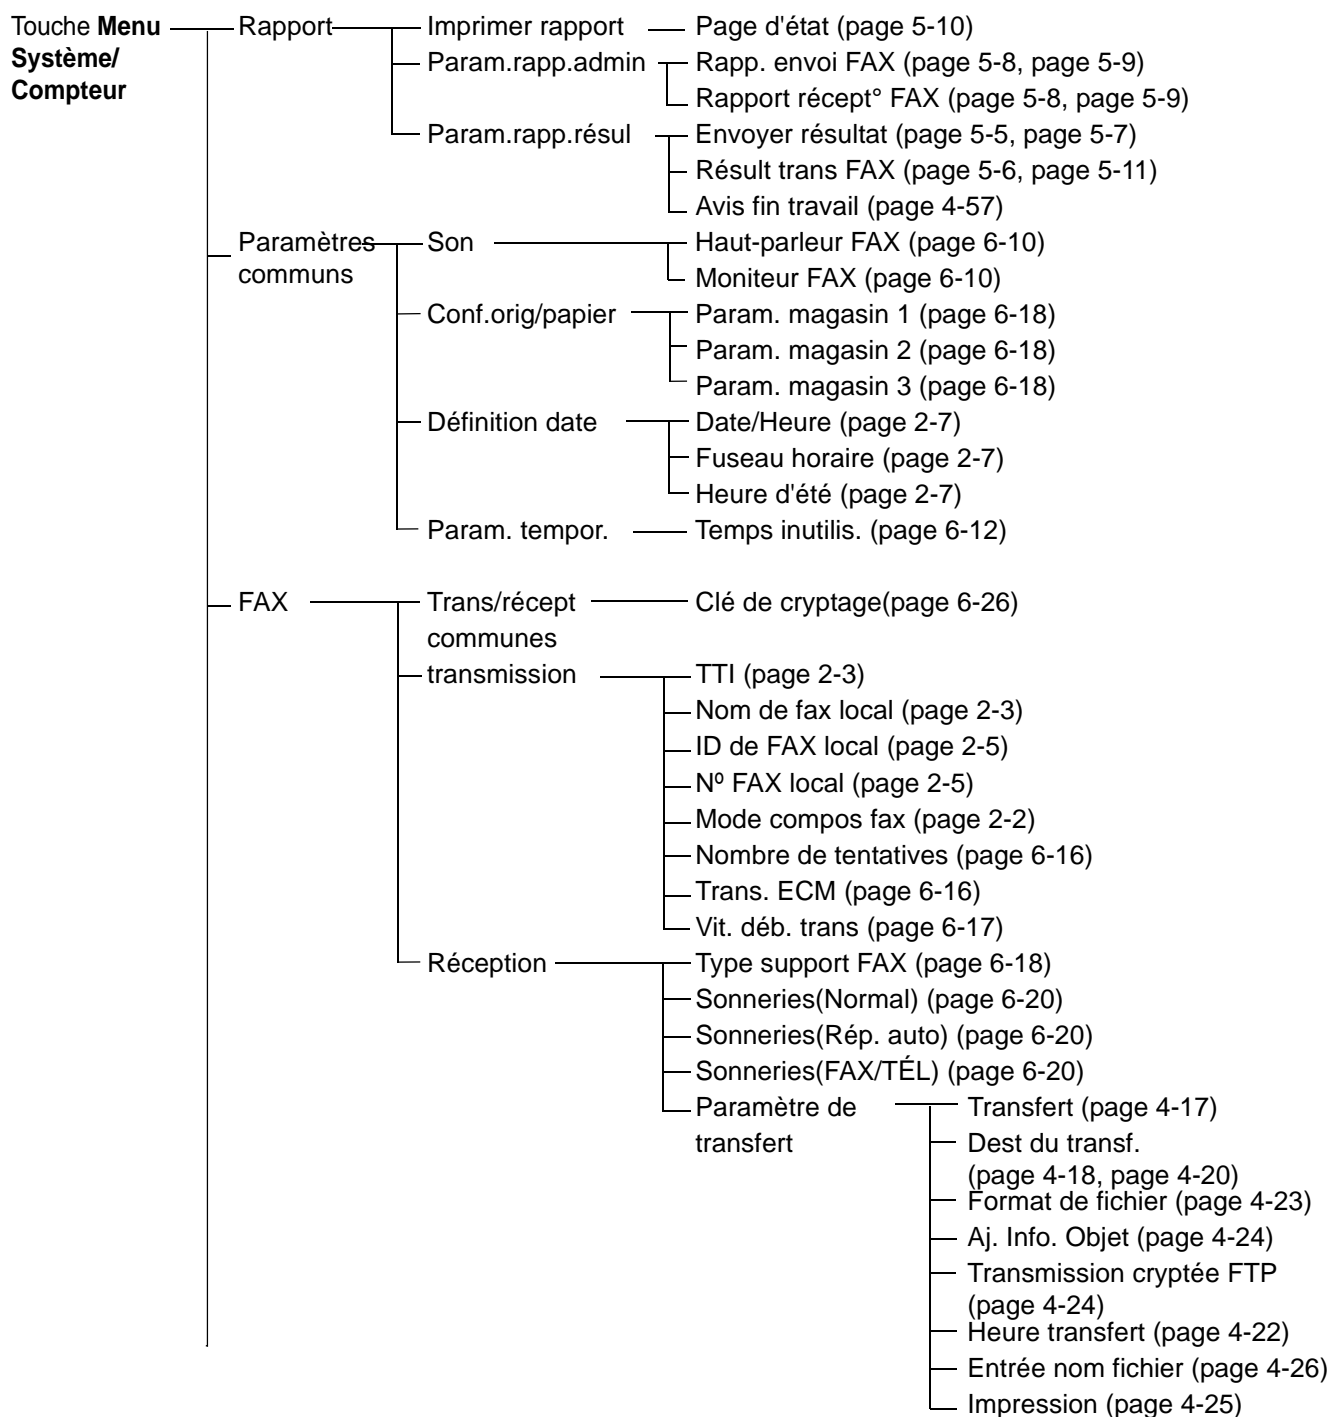 Touche Menu Système/ Compteur
Rapport
Imprimer rapport
Page d'état (page 5-10)
Param.rapp.admin
Rapp. envoi FAX (page 5-8, page 5-9)
Rapport récept° FAX (page 5-8, page 5-9)
Param.rapp.résul
Envoyer résultat (page 5-5, page 5-7)
Résult trans FAX (page 5-6, page 5-11)
Avis fin travail (page 4-57)
Paramètres
communs
Son
Haut-parleur FAX (page 6-10)
Moniteur FAX (page 6-10)
Conf.orig/papier
Param. magasin 1 (page 6-18)
Param. magasin 2 (page 6-18)
Param. magasin 3 (page 6-18)
Définition date
Date/Heure (page 2-7)
Fuseau horaire (page 2-7)
Heure d'été (page 2-7)
Param. tempor.
Temps inutilis. (page 6-12)
FAX
Trans/récept
communes
Clé de cryptage(page 6-26)
transmission
TTI (page 2-3)
Nom de fax local (page 2-3)
ID de FAX local (page 2-5)
Nº FAX local (page 2-5)
Mode compos fax (page 2-2)
Nombre de tentatives (page 6-16)
Trans. ECM (page 6-16)
Vit. déb. trans (page 6-17)
Réception
Type support FAX (page 6-18)
Sonneries(Normal) (page 6-20)
Sonneries(Rép. auto) (page 6-20)
Sonneries(FAX/TÉL) (page 6-20)
Paramètre de
transfert
Transfert (page 4-17)
Dest du transf.
(page 4-18, page 4-20)
Format de fichier (page 4-23)
Aj. Info. Objet (page 4-24)
Transmission cryptée FTP
(page 4-24)
Heure transfert (page 4-22)
Entrée nom fichier (page 4-26)
Impression (page 4-25)